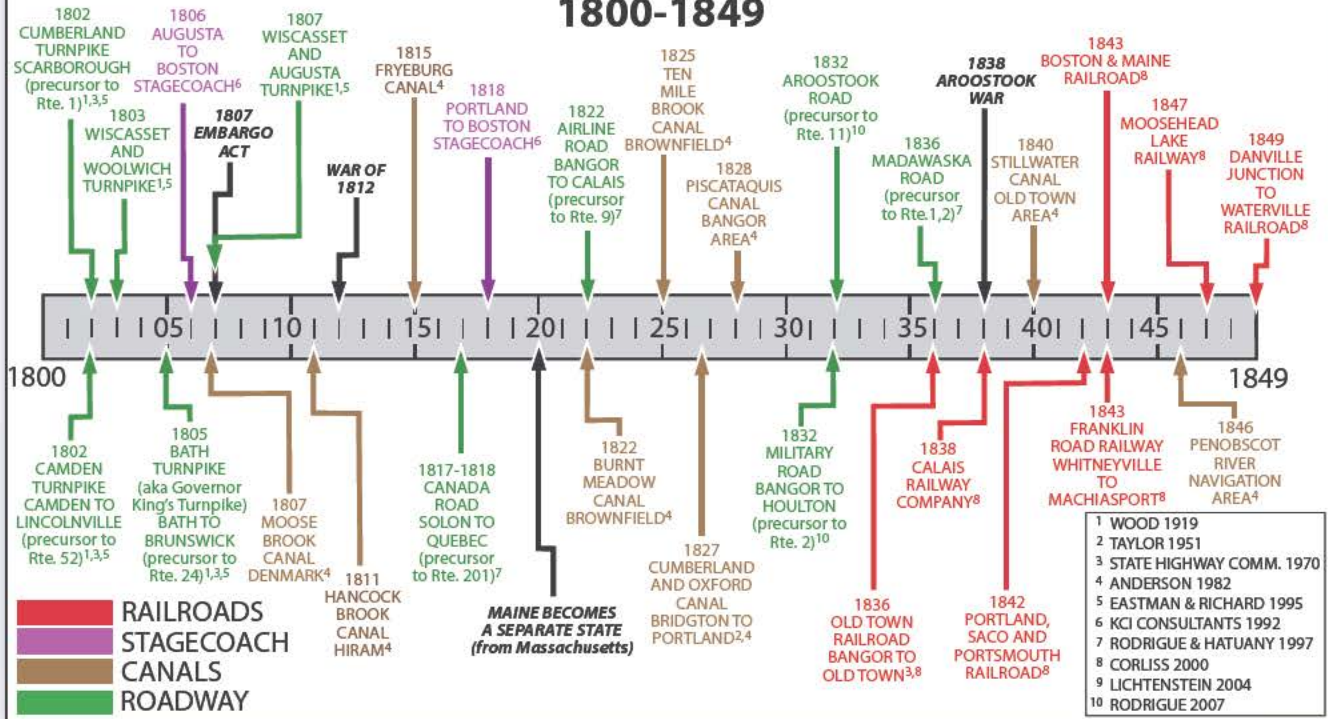 1800-1849
1802
CUMBERLAND
TURNPIKE
SCARBOROUGH
(precursor to
Rte. 1)1,3,5
1803
WISCASSET
AND
WOOLWICH
TURNPIKE1,5
1806
AUGUSTA
TO
BOSTON
STAGECOACH6
1807
EMBARGO
ACT
1807
WISCASSET
AND
AUGUSTA
TURNPIKE1,5
WAR OF
1812
1815
FRYEBURG
CANAL4
1818
PORTLAND
TO BOSTON
STAGECOACH6
1822
AIRLINE
ROAD
BANGOR
TO CALAIS
(precursor
to Rte. 9)7
1825
TEN
MILE
BROOK
CANAL
BROWNFIELD4
1828
PISCATAQUIS
CANAL
BANGOR
AREA4
1832
AROOSTOOK
ROAD
(precursor to
Rte. 11)10
1836
MADAWASKA
ROAD
(precursor
to Rte.1,2)7
1838
AROOSTOOK
WAR
1840
STILLWATER
CANAL
OLD TOWN
AREA4
1843
BOSTON & MAINE
RAILROAD8
1847
MOOSEHEAD
LAKE
RAILWAY8
1849
DANVILLE
JUNCTION
TO
WATERVILLE
RAILROAD8
05 10 15 20 25 30 35 40 45
1800
1849
1802
CAMDEN
TURNPIKE
CAMDEN TO
LINCOLNVILLE
(precursor to
Rte. 52)1,3,5
1805
BATH
TURNPIKE
(aka Governor
King's Turnpike)
BATH TO
BRUNSWICK
(precursor to
Rte. 24)1,3,5
1807
MOOSE
BROOK
CANAL
DENMARK4
1811
HANCOCK
BROOK
CANAL
HIRAM4
1817-1818
CANADA
ROAD
SOLON TO
QUEBEC
(precursor
to Rte. 201)7
MAINE BECOMES
A SEPARATE STATE
(from Massachusetts)
1822
BURNT
MEADOW
CANAL
BROWNFIELD4
1827
CUMBERLAND
AND OXFORD
CANAL
BRIDGTON TO
PORTLAND2,4
1832
MILITARY
ROAD
BANGOR TO
HOULTON
(precursor to
Rte. 2)10
1836
OLD TOWN
RAILROAD
BANGOR TO
OLD TOWN3,8
1838
CALAIS
RAILWAY
COMPANY8
1842
PORTLAND,
SACO AND
PORTSMOUTH
RAILROAD8
1843
FRANKLIN
ROAD RAILWAY
WHITNEYVILLE
TO
MACHIASPORT8
1846
PENOBSCOT
RIVER
NAVIGATION
AREA4
RAILROADS
STAGECOACH
CANALS
ROADWAY
1 WOOD 1919
2 TAYLOR 1951
3 STATE HIGHWAY COMM. 1970
4 ANDERSON 1982
5 EASTMAN & RICHARD 1995
6 KCI CONSULTANTS 1992
7 RODRIGUE & HATUANY 1997
8 CORLISS 2000
9 LICHTENSTEIN 2004
10 RODRIGUE 2007